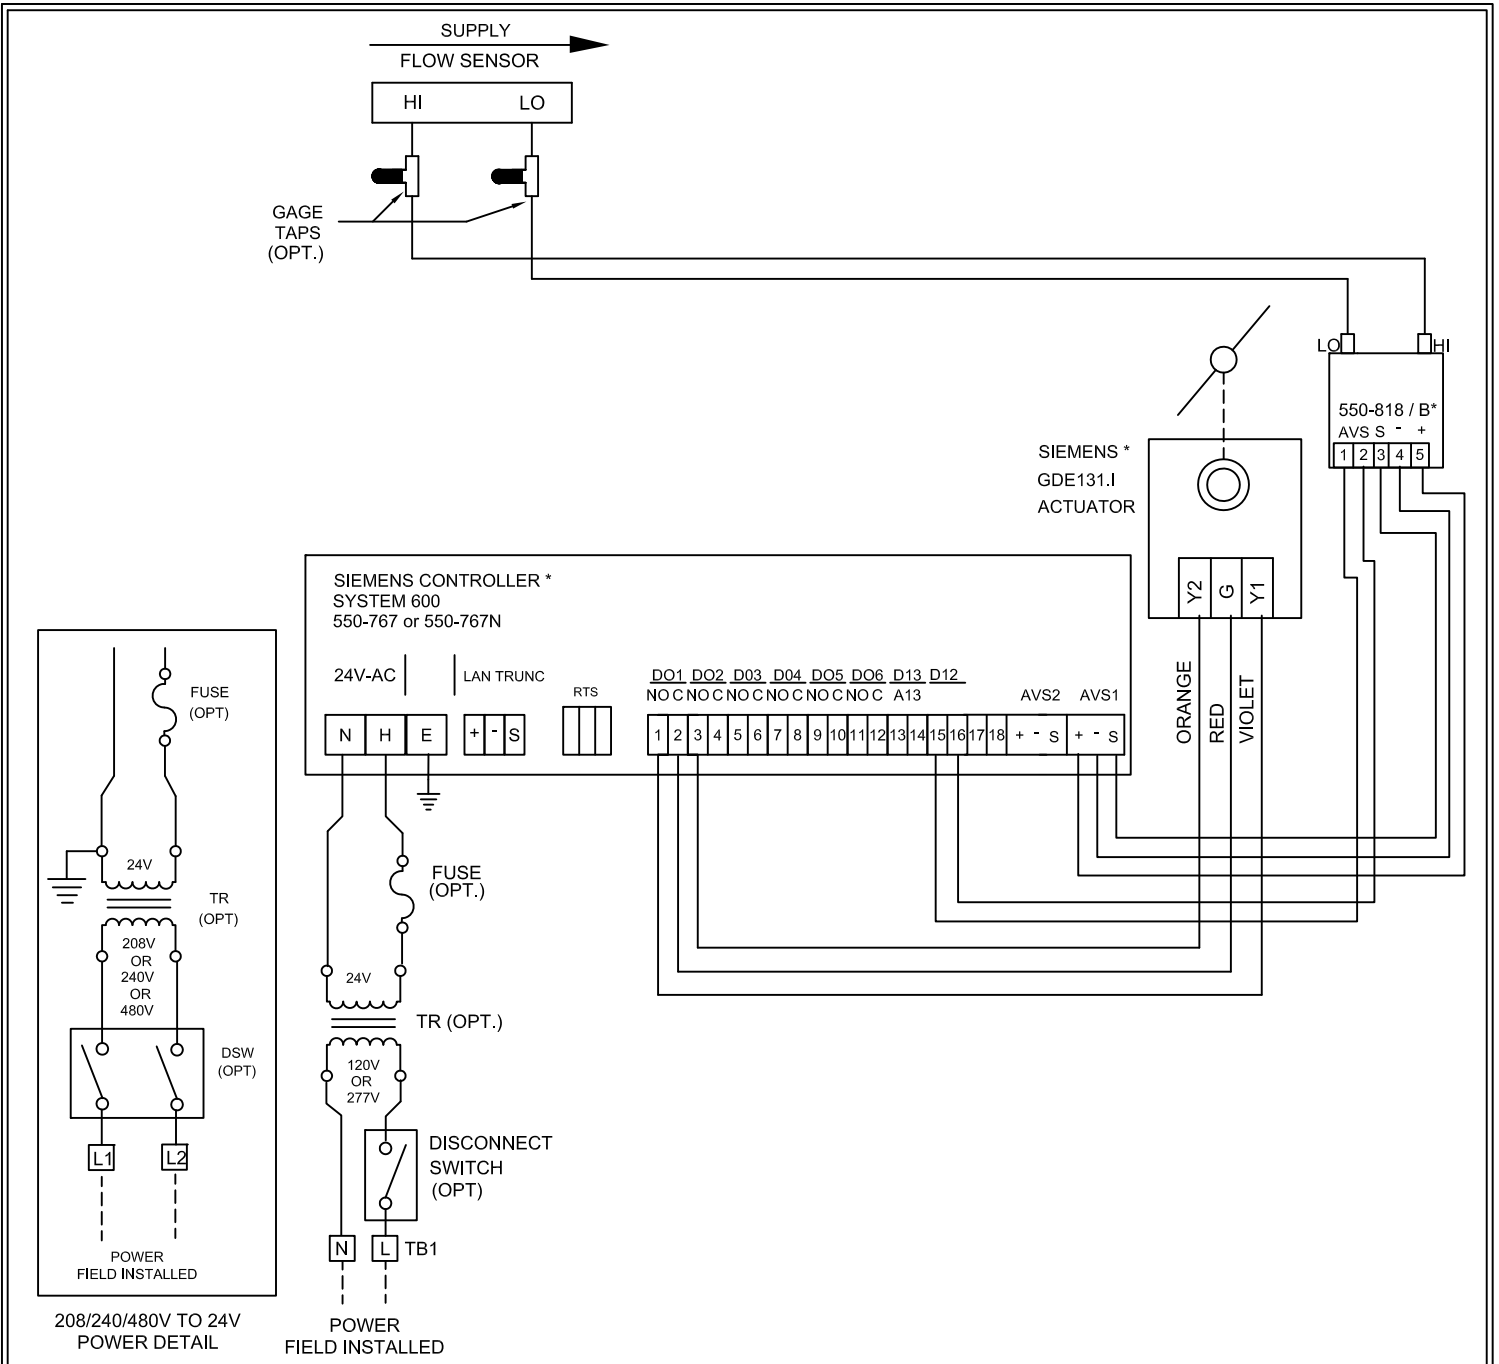 SUPPLY
FLOW SENSOR
HI LO
GAGE
TAPS
(OPT.)
LO HI
550-818 / B*
AVS S - +
1 2 3 4 5
SIEMENS *
GDE131.I
ACTUATOR
Y2 G Y1
ORANGE
RED
VIOLET
SIEMENS CONTROLLER *
SYSTEM 600
550-767 or 550-767N
24V-AC LAN TRUNC
RTS
DO1 DO2 D03 D04 DO5 DO6 D13 D12
NO C NO C NO C NO C NO C NO C A13
AVS2 AVS1
N H E + - S
1 2 3 4 5 6 7 8 9 10 11 12 13 14 15 16 17 18 + - S + - S
FUSE
(OPT.)
24V
TR (OPT.)
120V
OR
277V
DISCONNECT
SWITCH
(OPT)
N L TB1
POWER
FIELD INSTALLED
FUSE
(OPT)
24V
TR
(OPT)
208V
OR
240V
OR
480V
DSW
(OPT)
L1 L2
POWER
FIELD INSTALLED
208/240/480V TO 24V
POWER DETAIL